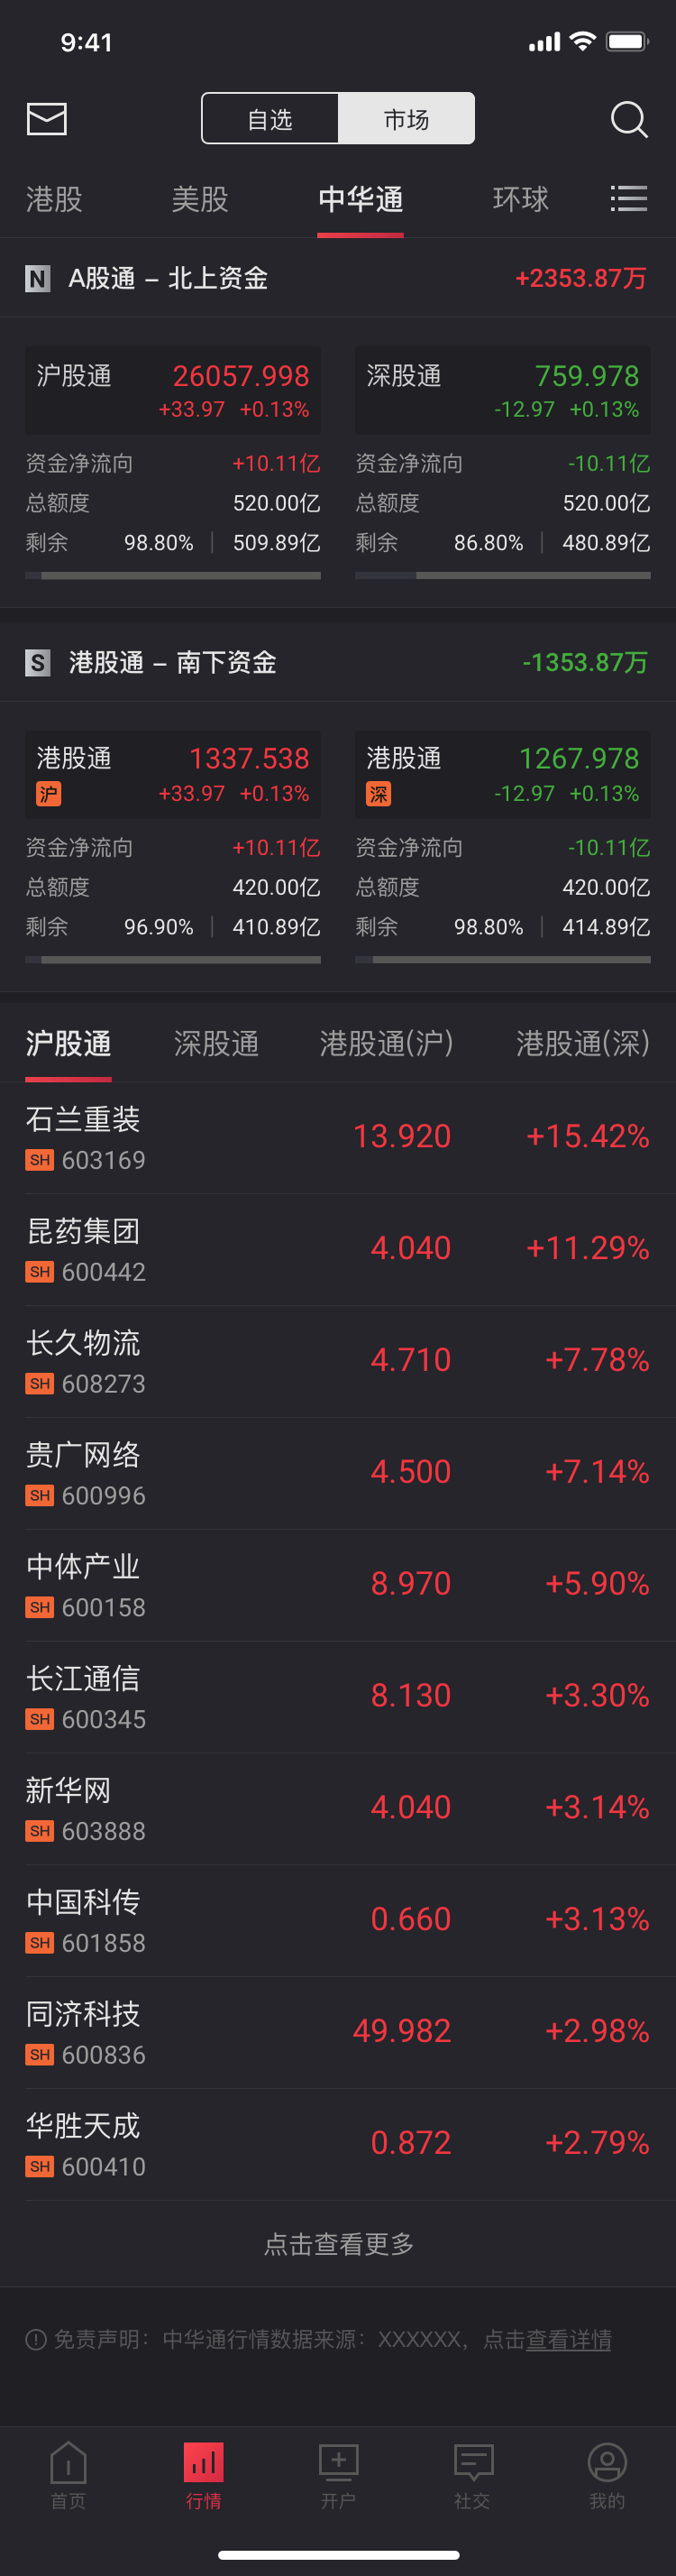 9:41
自选 市场
港股 美股 中华通 环球
N A股通 – 北上资金 +2353.87万
沪股通 26057.998 深股通 759.978
+33.97 +0.13% -12.97 +0.13%
资金净流向 +10.11亿 资金净流向 -10.11亿
总额度 520.00亿 总额度 520.00亿
剩余 98.80% 509.89亿 剩余 86.80% 480.89亿
S 港股通 – 南下资金 -1353.87万
港股通 1337.538 港股通 1267.978
沪 +33.97 +0.13% 深 -12.97 +0.13%
资金净流向 +10.11亿 资金净流向 -10.11亿
总额度 420.00亿 总额度 420.00亿
剩余 96.90% 410.89亿 剩余 98.80% 414.89亿
沪股通 深股通 港股通(沪) 港股通(深)
石兰重装 13.920 +15.42%
SH 603169
昆药集团 4.040 +11.29%
SH 600442
长久物流 4.710 +7.78%
SH 608273
贵广网络 4.500 +7.14%
SH 600996
中体产业 8.970 +5.90%
SH 600158
长江通信 8.130 +3.30%
SH 600345
新华网 4.040 +3.14%
SH 603888
中国科传 0.660 +3.13%
SH 601858
同济科技 49.982 +2.98%
SH 600836
华胜天成 0.872 +2.79%
SH 600410
点击查看更多
免责声明：中华通行情数据来源：XXXXXX，点击查看详情
首页 行情 开户 社交 我的